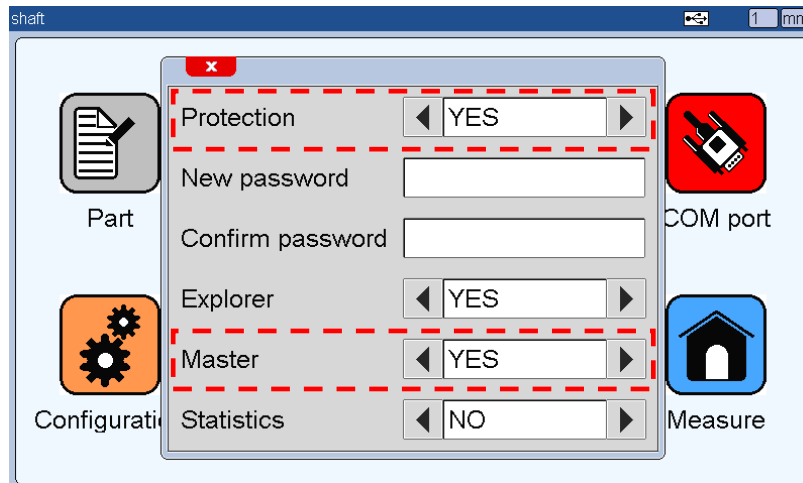 shaft
1 mm
x
Protection YES
New password
Confirm password
Explorer YES
Master YES
Statistics NO
Part
COM port
Configurati
Measure